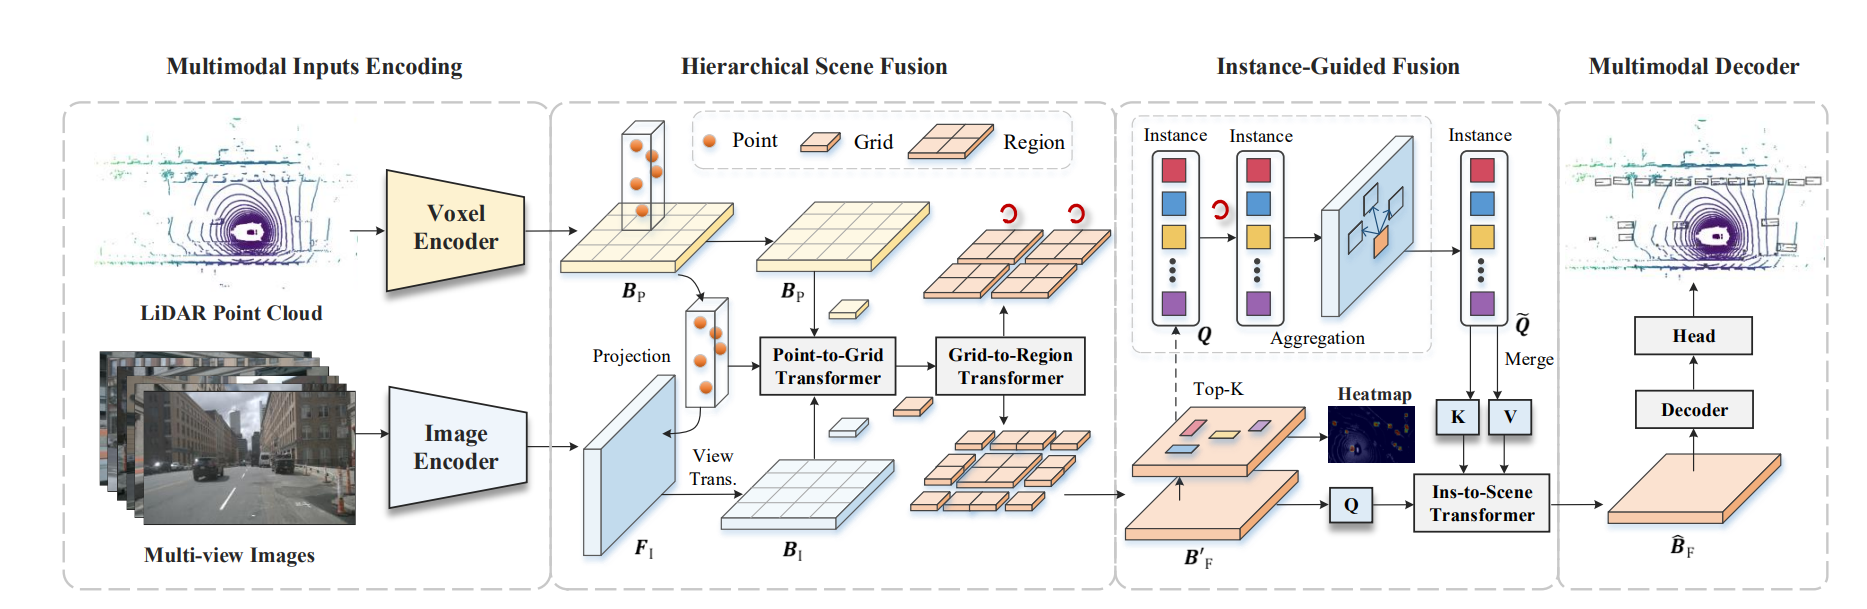 Multimodal Inputs Encoding
Hierarchical Scene Fusion
Instance-Guided Fusion
Multimodal Decoder
Voxel
Encoder
LiDAR Point Cloud
Image
Encoder
Multi-view Images
Point
Grid
Region
B_P
B_P
Projection
Point-to-Grid
Transformer
Grid-to-Region
Transformer
View
Trans.
F_I
B_I
Instance
Instance
Instance
Q
Aggregation
Q̃
Merge
Top-K
Heatmap
K
V
Q
Ins-to-Scene
Transformer
B′_F
Head
Decoder
B̂_F